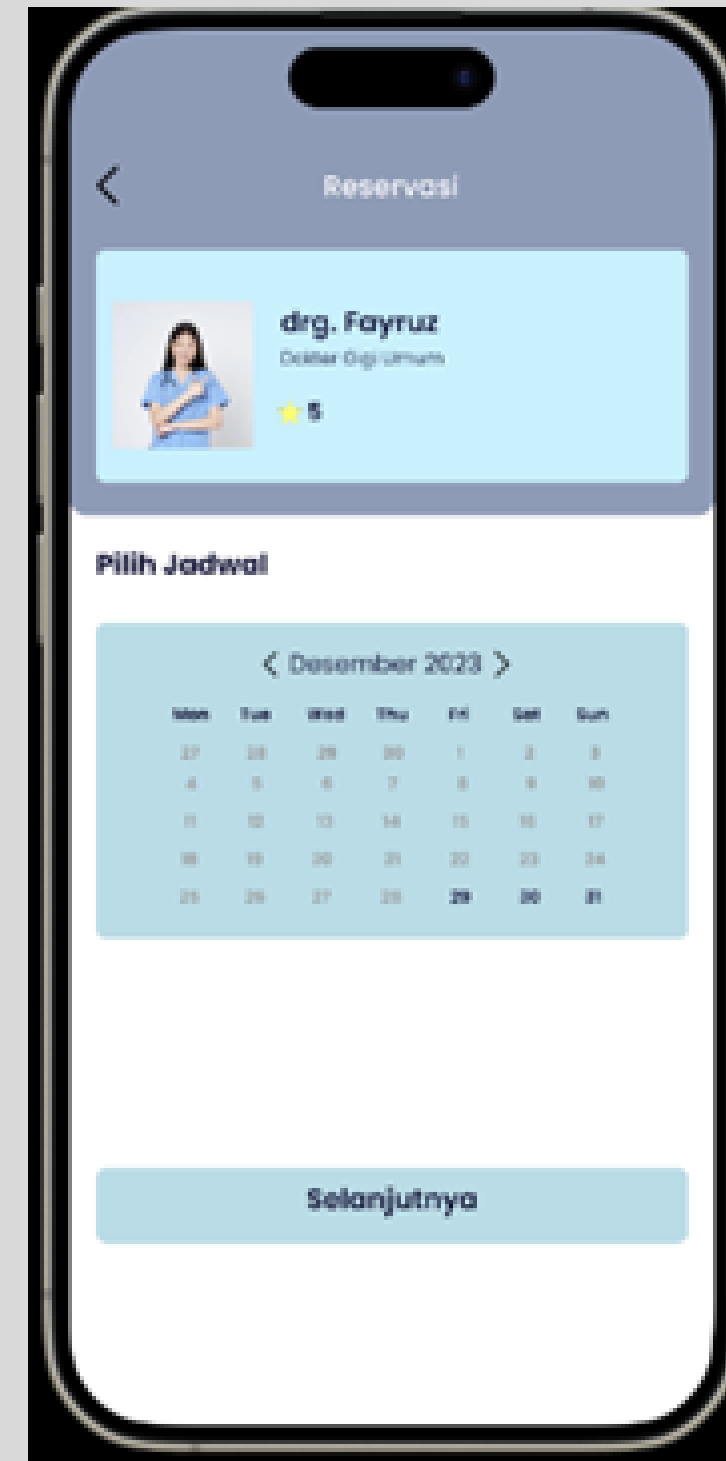 Reservasi
drg. Fayruz
Dokter Gigi Umum
5
Pilih Jadwal
< Desember 2023 >
Mon Tue Wed Thu Fri Sat Sun
27 28 29 30 1 2 3
4 5 6 7 8 9 10
11 12 13 14 15 16 17
18 19 20 21 22 23 24
25 26 27 28 29 30 31
Selanjutnya